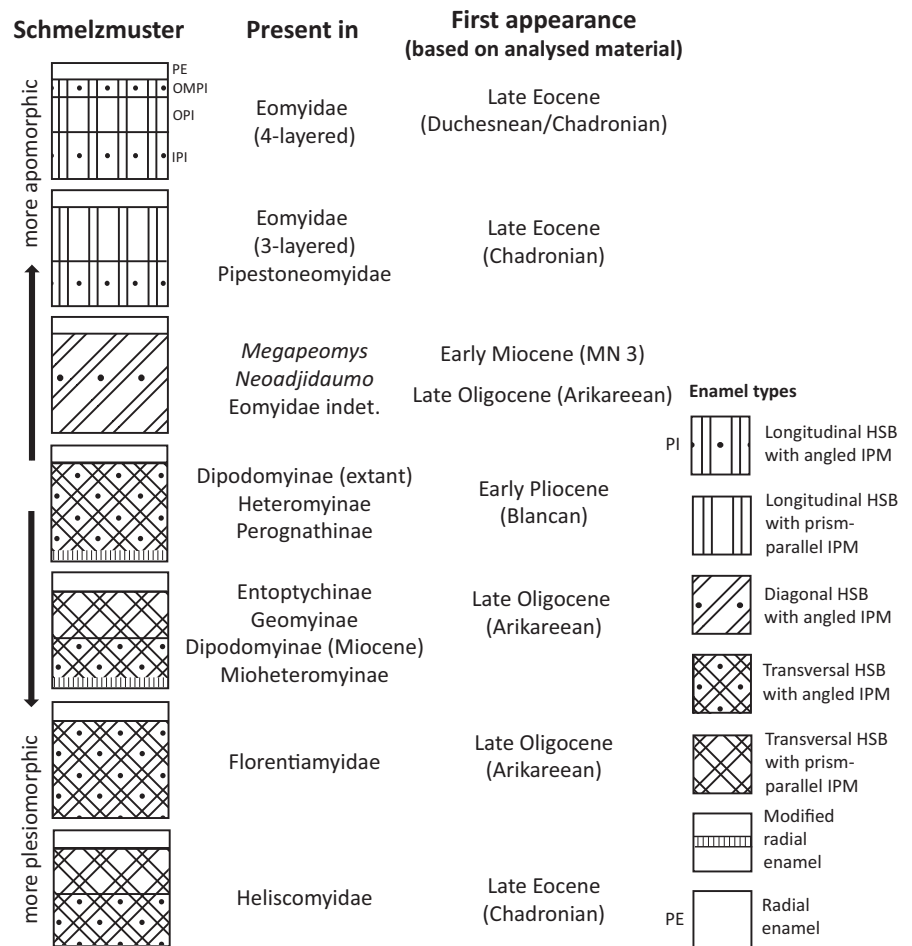 Schmelzmuster
Present in
First appearance
(based on analysed material)
more apomorphic
PE
OMPI
OPI
IPI
Eomyidae
(4-layered)
Late Eocene
(Duchesnean/Chadronian)
Eomyidae
(3-layered)
Pipestoneomyidae
Late Eocene
(Chadronian)
Megapeomys
Neoadjidaumo
Eomyidae indet.
Early Miocene (MN 3)
Late Oligocene (Arikareean)
Dipodomyinae (extant)
Heteromyinae
Perognathinae
Early Pliocene
(Blancan)
Entoptychinae
Geomyinae
Dipodomyinae (Miocene)
Mioheteromyinae
Late Oligocene
(Arikareean)
Florentiamyidae
Late Oligocene
(Arikareean)
Heliscomyidae
Late Eocene
(Chadronian)
more plesiomorphic
Enamel types
PI
Longitudinal HSB
with angled IPM
Longitudinal HSB
with prism-
parallel IPM
Diagonal HSB
with angled IPM
Transversal HSB
with angled IPM
Transversal HSB
with prism-
parallel IPM
Modified
radial
enamel
PE
Radial
enamel